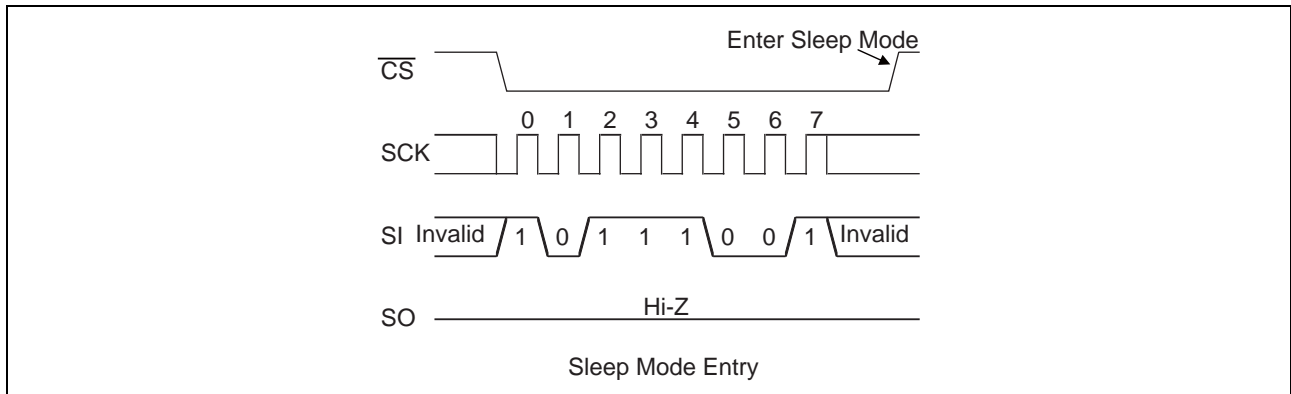 Enter Sleep Mode
CS
0 1 2 3 4 5 6 7
SCK
SI Invalid 1 0 1 1 1 0 0 1 Invalid
Hi-Z
SO
Sleep Mode Entry